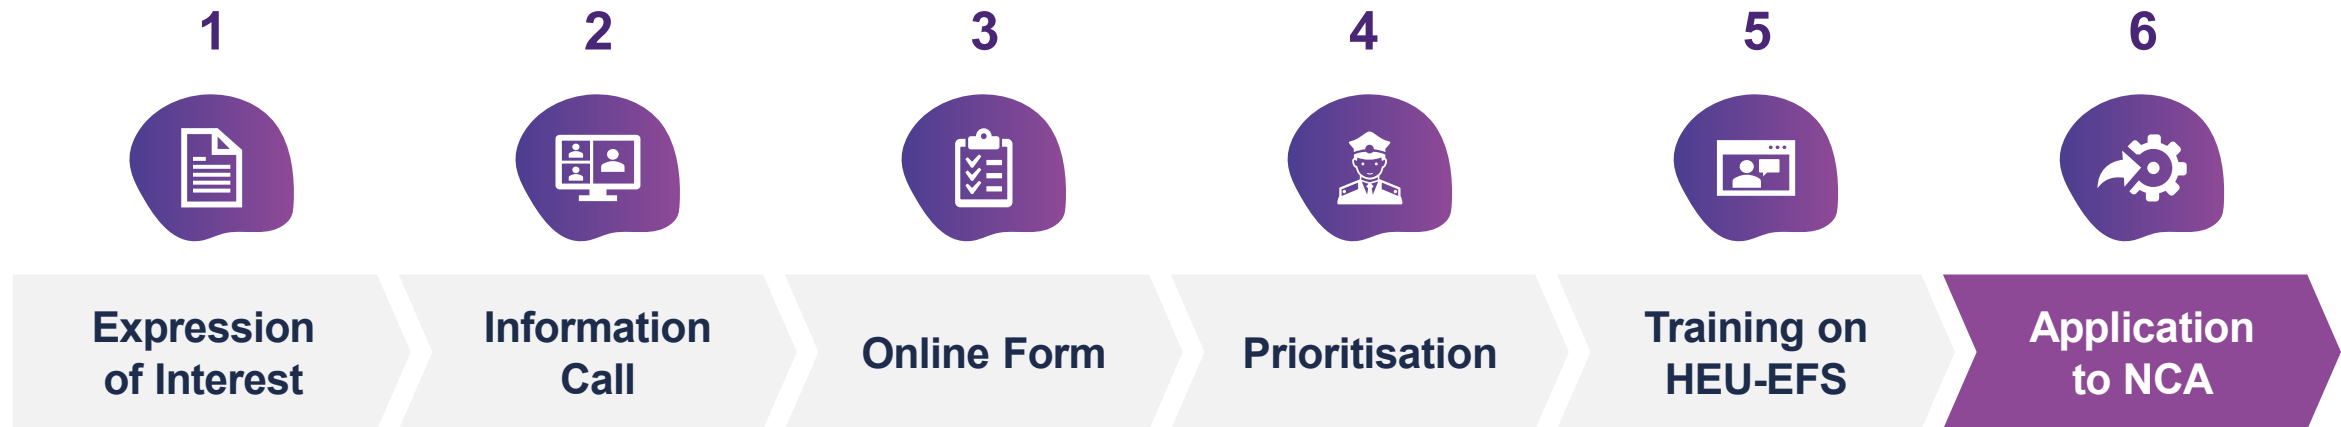 1
2
3
4
5
6
Expression
of Interest
Information
Call
Online Form
Prioritisation
Training on
HEU-EFS
Application
to NCA